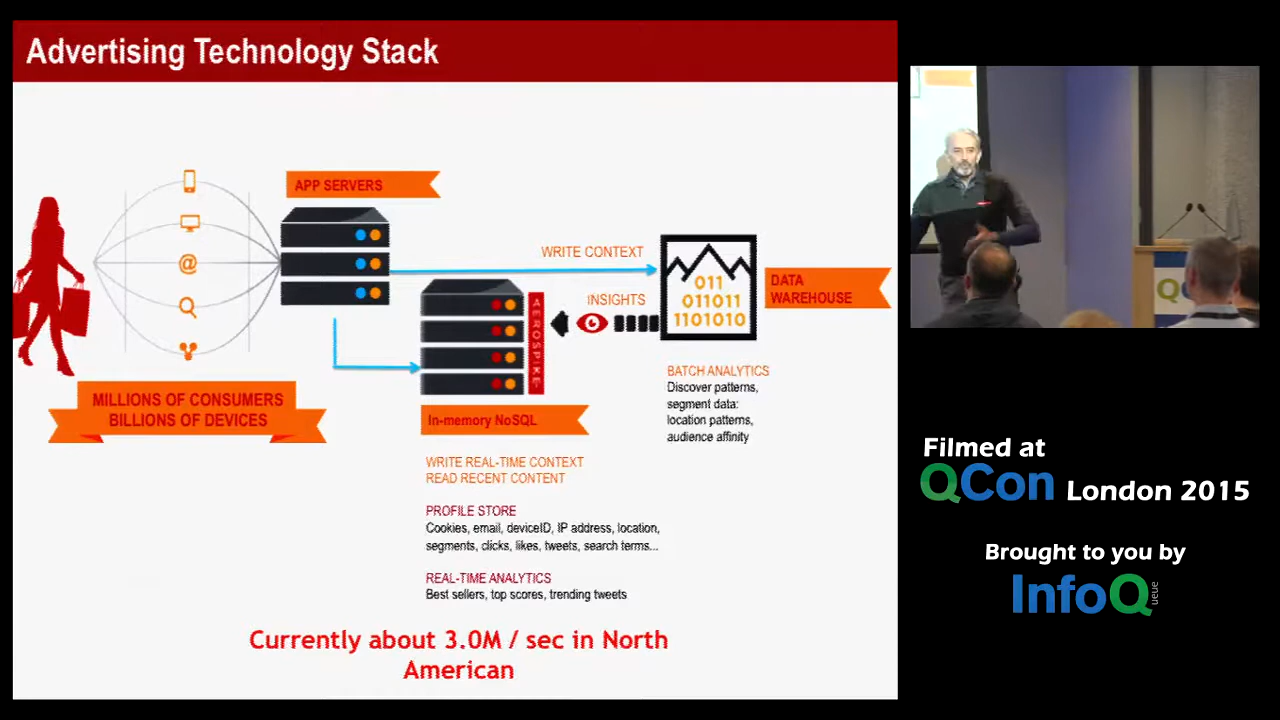 Advertising Technology Stack
APP SERVERS
@
MILLIONS OF CONSUMERS
BILLIONS OF DEVICES
WRITE CONTEXT
INSIGHTS
AEROSPIKE
011
011011
1101010
DATA
WAREHOUSE
In-memory NoSQL
WRITE REAL-TIME CONTEXT
READ RECENT CONTENT
PROFILE STORE
Cookies, email, deviceID, IP address, location,
segments, clicks, likes, tweets, search terms...
REAL-TIME ANALYTICS
Best sellers, top scores, trending tweets
BATCH ANALYTICS
Discover patterns,
segment data:
location patterns,
audience affinity
Currently about 3.0M / sec in North
American
Filmed at
QCon London 2015
Brought to you by
InfoQueue